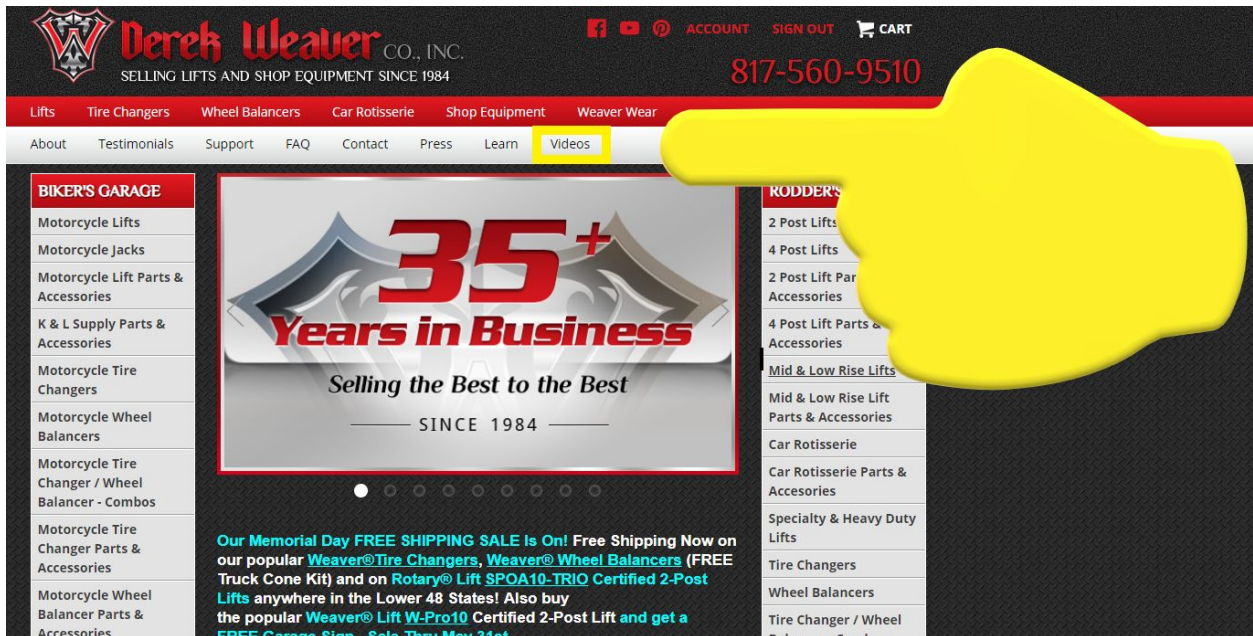 Derek Weaver CO., INC.
SELLING LIFTS AND SHOP EQUIPMENT SINCE 1984
ACCOUNT SIGN OUT CART
817-560-9510
Lifts Tire Changers Wheel Balancers Car Rotisserie Shop Equipment Weaver Wear
About Testimonials Support FAQ Contact Press Learn Videos
BIKER'S GARAGE
Motorcycle Lifts
Motorcycle Jacks
Motorcycle Lift Parts &
Accessories
K & L Supply Parts &
Accessories
Motorcycle Tire
Changers
Motorcycle Wheel
Balancers
Motorcycle Tire
Changer / Wheel
Balancer - Combos
Motorcycle Tire
Changer Parts &
Accessories
Motorcycle Wheel
Balancer Parts &
Accessories
35+
Years in Business
Selling the Best to the Best
SINCE 1984
Our Memorial Day FREE SHIPPING SALE Is On! Free Shipping Now on
our popular Weaver®Tire Changers, Weaver® Wheel Balancers (FREE
Truck Cone Kit) and on Rotary® Lift SPOA10-TRIO Certified 2-Post
Lifts anywhere in the Lower 48 States! Also buy
the popular Weaver® Lift W-Pro10 Certified 2-Post Lift and get a
FREE Garage Sign - Sale Thru May 31st
RODDER'S
2 Post Lifts
4 Post Lifts
2 Post Lift
Accessories
4 Post Lift Parts &
Accessories
Mid & Low Rise Lifts
Mid & Low Rise Lift
Parts & Accessories
Car Rotisserie
Car Rotisserie Parts &
Accesories
Specialty & Heavy Duty
Lifts
Tire Changers
Wheel Balancers
Tire Changer / Wheel